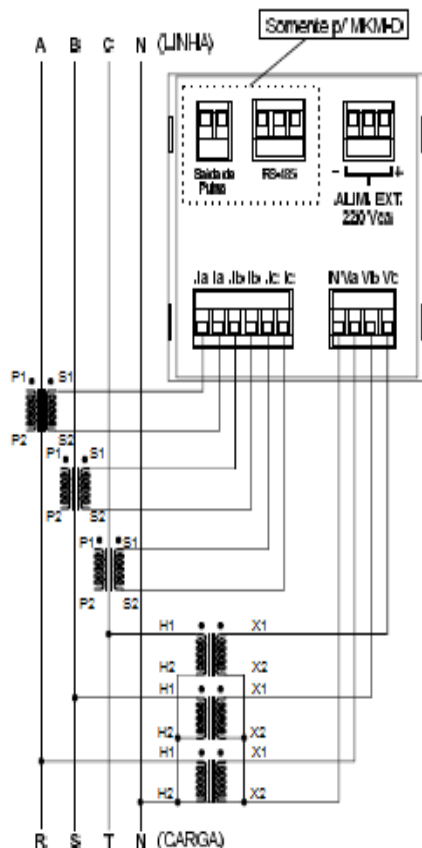 Somente p/ MKM-D
A B C N (LINHA)
Saída de Pulso
RS-485
- +
ALIM. EXT.
220 Vca
.Ia Ia .Ib Ib .Ic Ic
N Va Vb Vc
P1 S1
P2 S2
P1 S1
P2 S2
P1 S1
P2 S2
H1 X1
H2 X2
H1 X1
H2 X2
H1 X1
H2 X2
R S T N (CARGA)